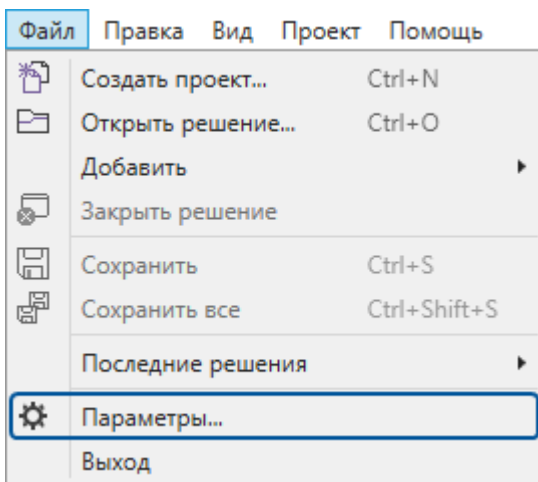 Файл Правка Вид Проект Помощь
Создать проект... Ctrl+N
Открыть решение... Ctrl+O
Добавить
Закрыть решение
Сохранить Ctrl+S
Сохранить все Ctrl+Shift+S
Последние решения
Параметры...
Выход